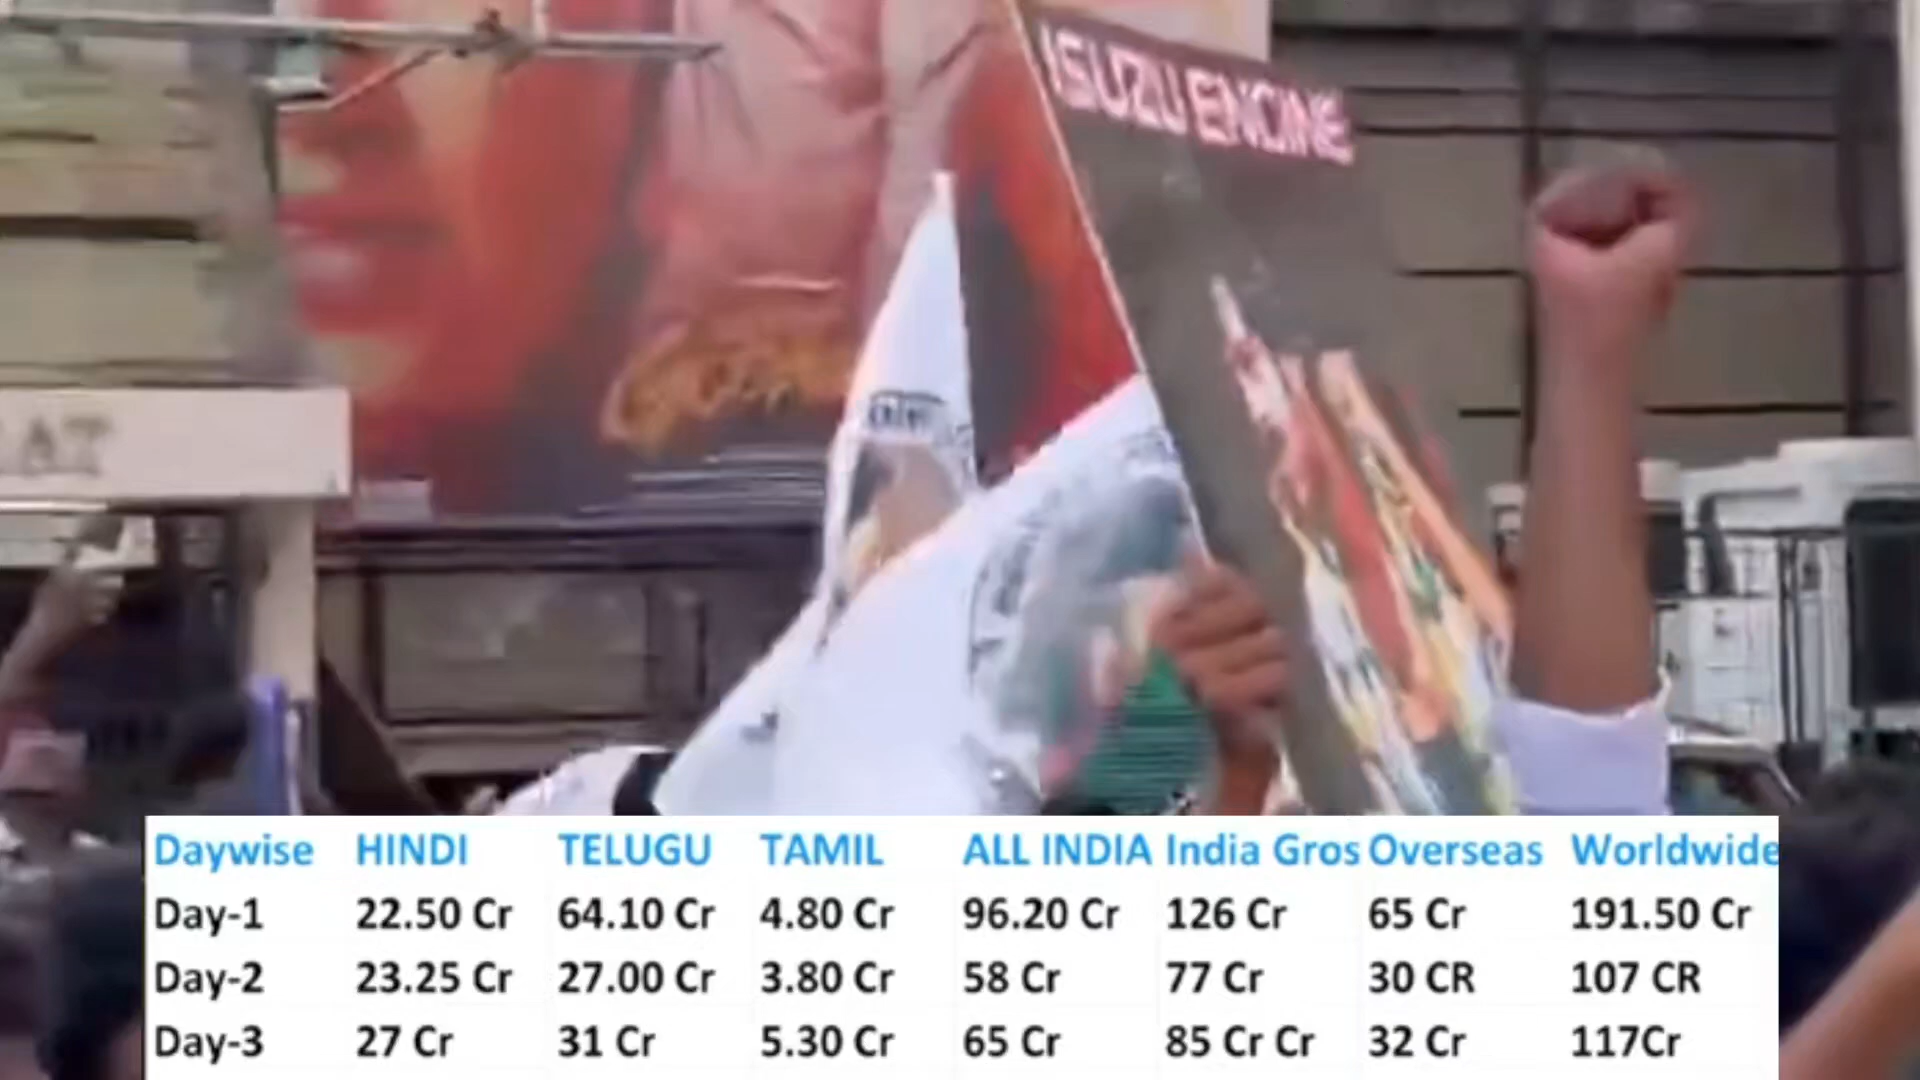 ISUZU ENGINE
Daywise HINDI TELUGU TAMIL ALL INDIA India Gros Overseas Worldwide
Day-1 22.50 Cr 64.10 Cr 4.80 Cr 96.20 Cr 126 Cr 65 Cr 191.50 Cr
Day-2 23.25 Cr 27.00 Cr 3.80 Cr 58 Cr 77 Cr 30 CR 107 CR
Day-3 27 Cr 31 Cr 5.30 Cr 65 Cr 85 Cr Cr 32 Cr 117Cr